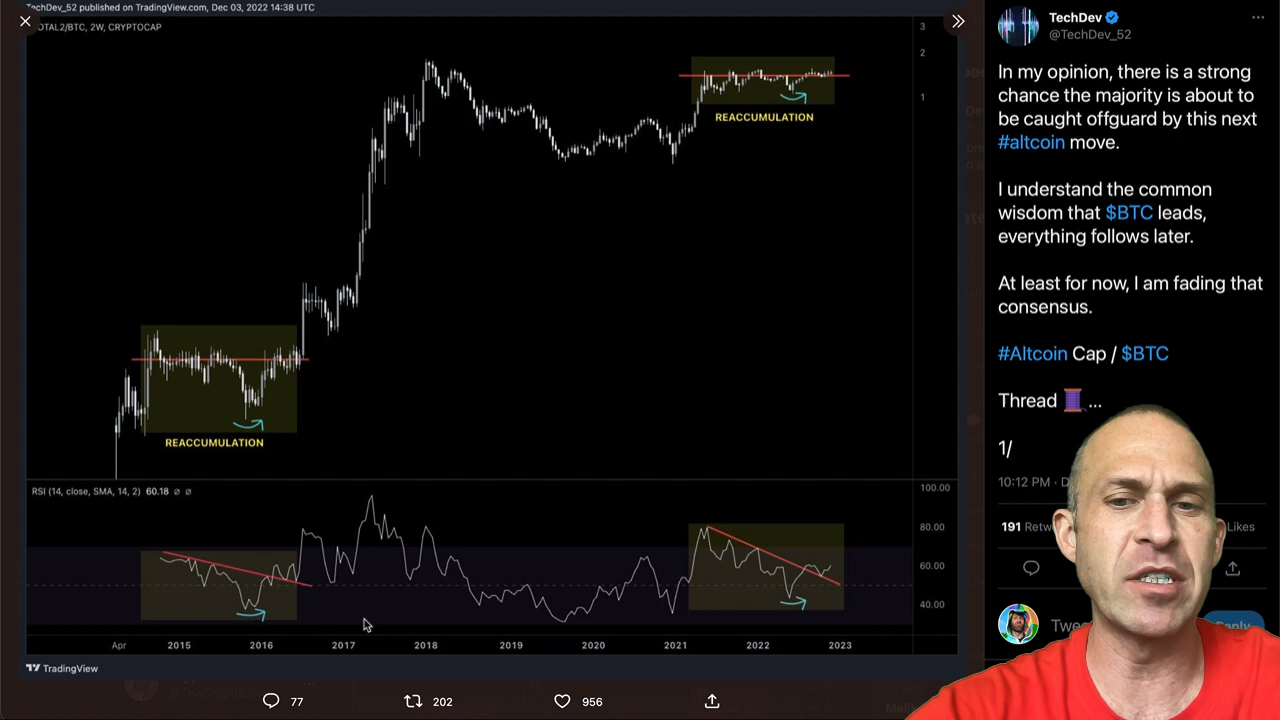 TechDev_52 published on TradingView.com, Dec 03, 2022 14:38 UTC
OTAL2/BTC, 2W, CRYPTOCAP
3
2
1
REACCUMULATION
REACCUMULATION
RSI (14, close, SMA, 14, 2) 60.18 ø ø
100.00
80.00
60.00
40.00
Apr 2015 2016 2017 2018 2019 2020 2021 2022 2023
TradingView
77 202 956
TechDev
@TechDev_52
In my opinion, there is a strong
chance the majority is about to
be caught offguard by this next
#altcoin move.
I understand the common
wisdom that $BTC leads,
everything follows later.
At least for now, I am fading that
consensus.
#Altcoin Cap / $BTC
Thread 🧵 ...
1/
10:12 PM · D
191 Retw Likes
Twee Reply